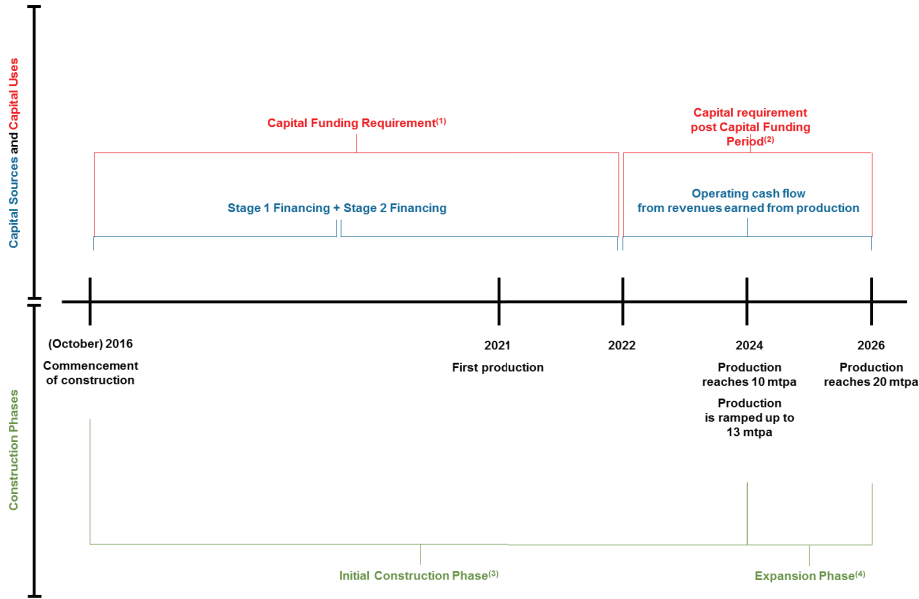 Capital Sources and Capital Uses
Capital Funding Requirement(1)
Capital requirement
post Capital Funding
Period(2)
Stage 1 Financing + Stage 2 Financing
Operating cash flow
from revenues earned from production
(October) 2016
Commencement
of construction
2021
First production
2022
2024
Production
reaches 10 mtpa
Production
is ramped up to
13 mtpa
2026
Production
reaches 20 mtpa
Construction Phases
Initial Construction Phase(3)
Expansion Phase(4)